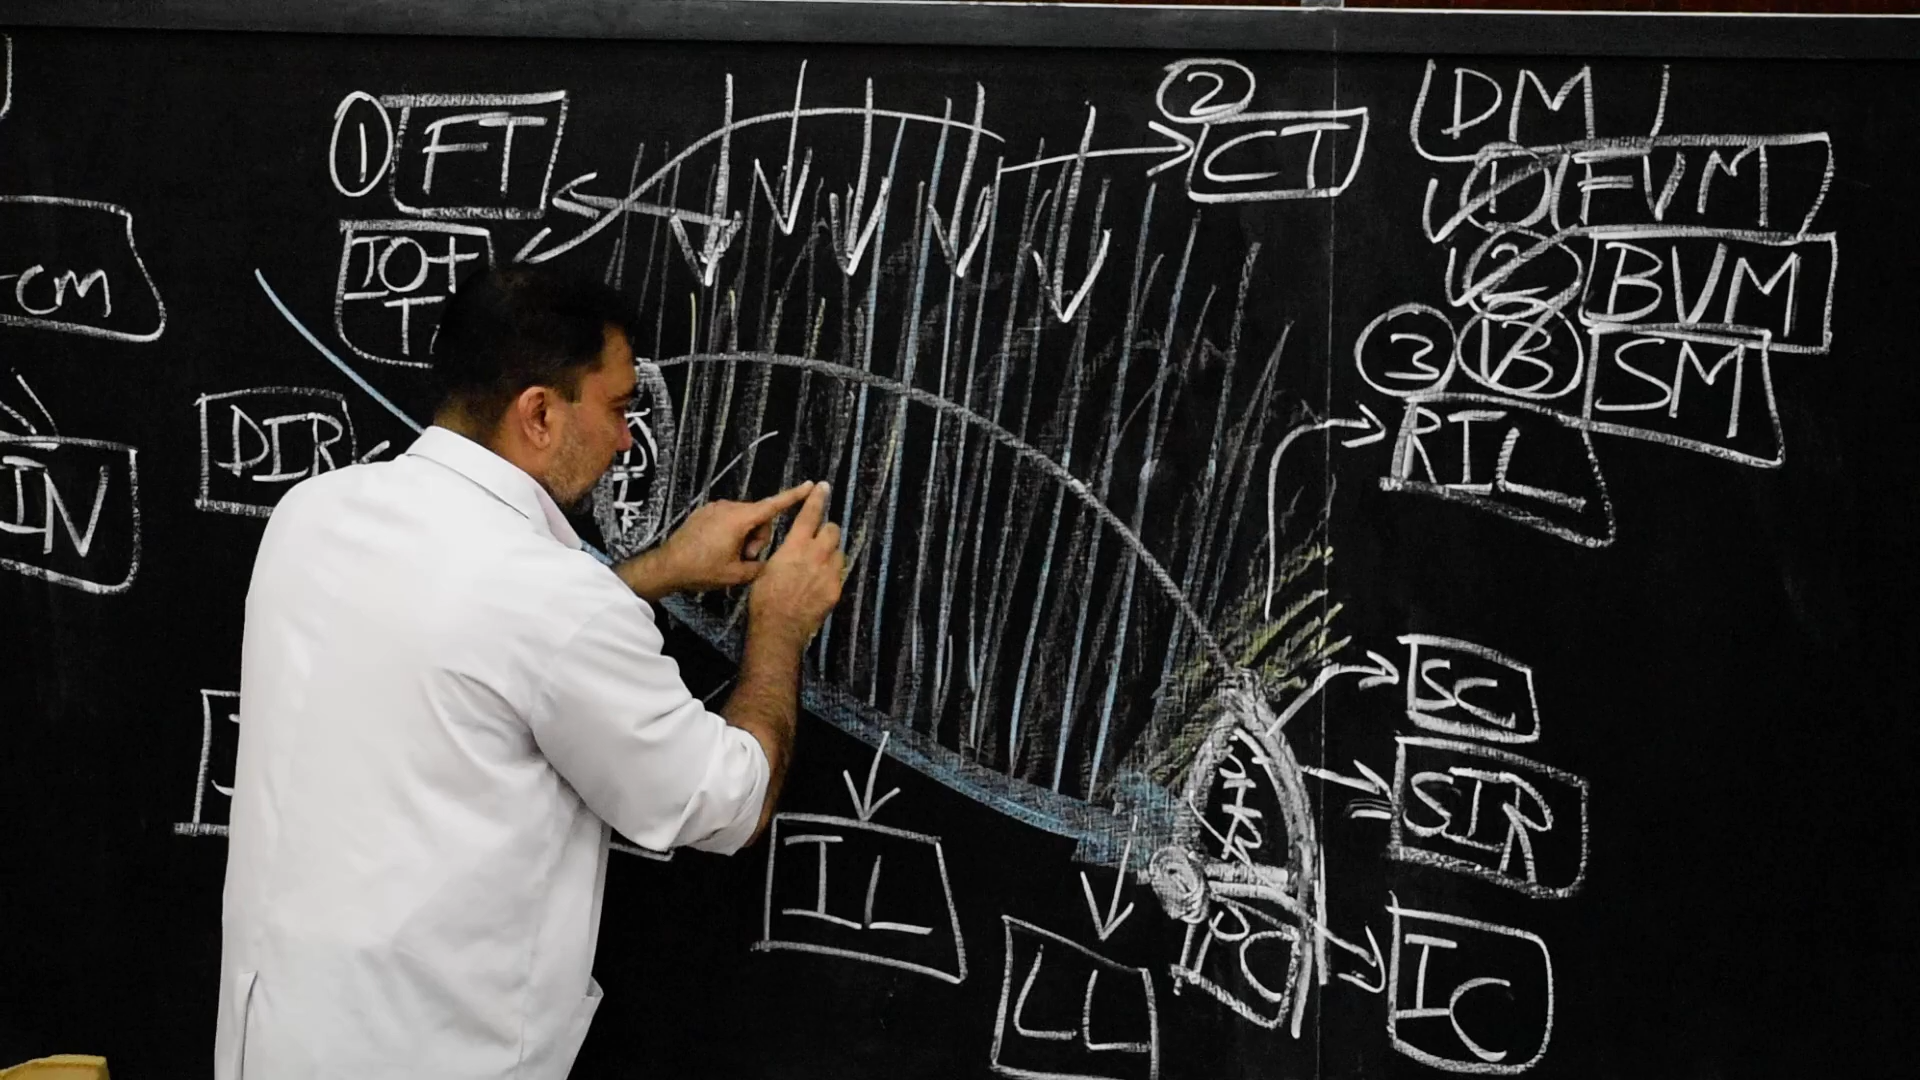 1 FT
IO+
T
2
CT
DM
1 FVM
2 BVM
3 1B SM
RIL
CM
IN
DIR
SC
STR
IC
PC
IL
LL